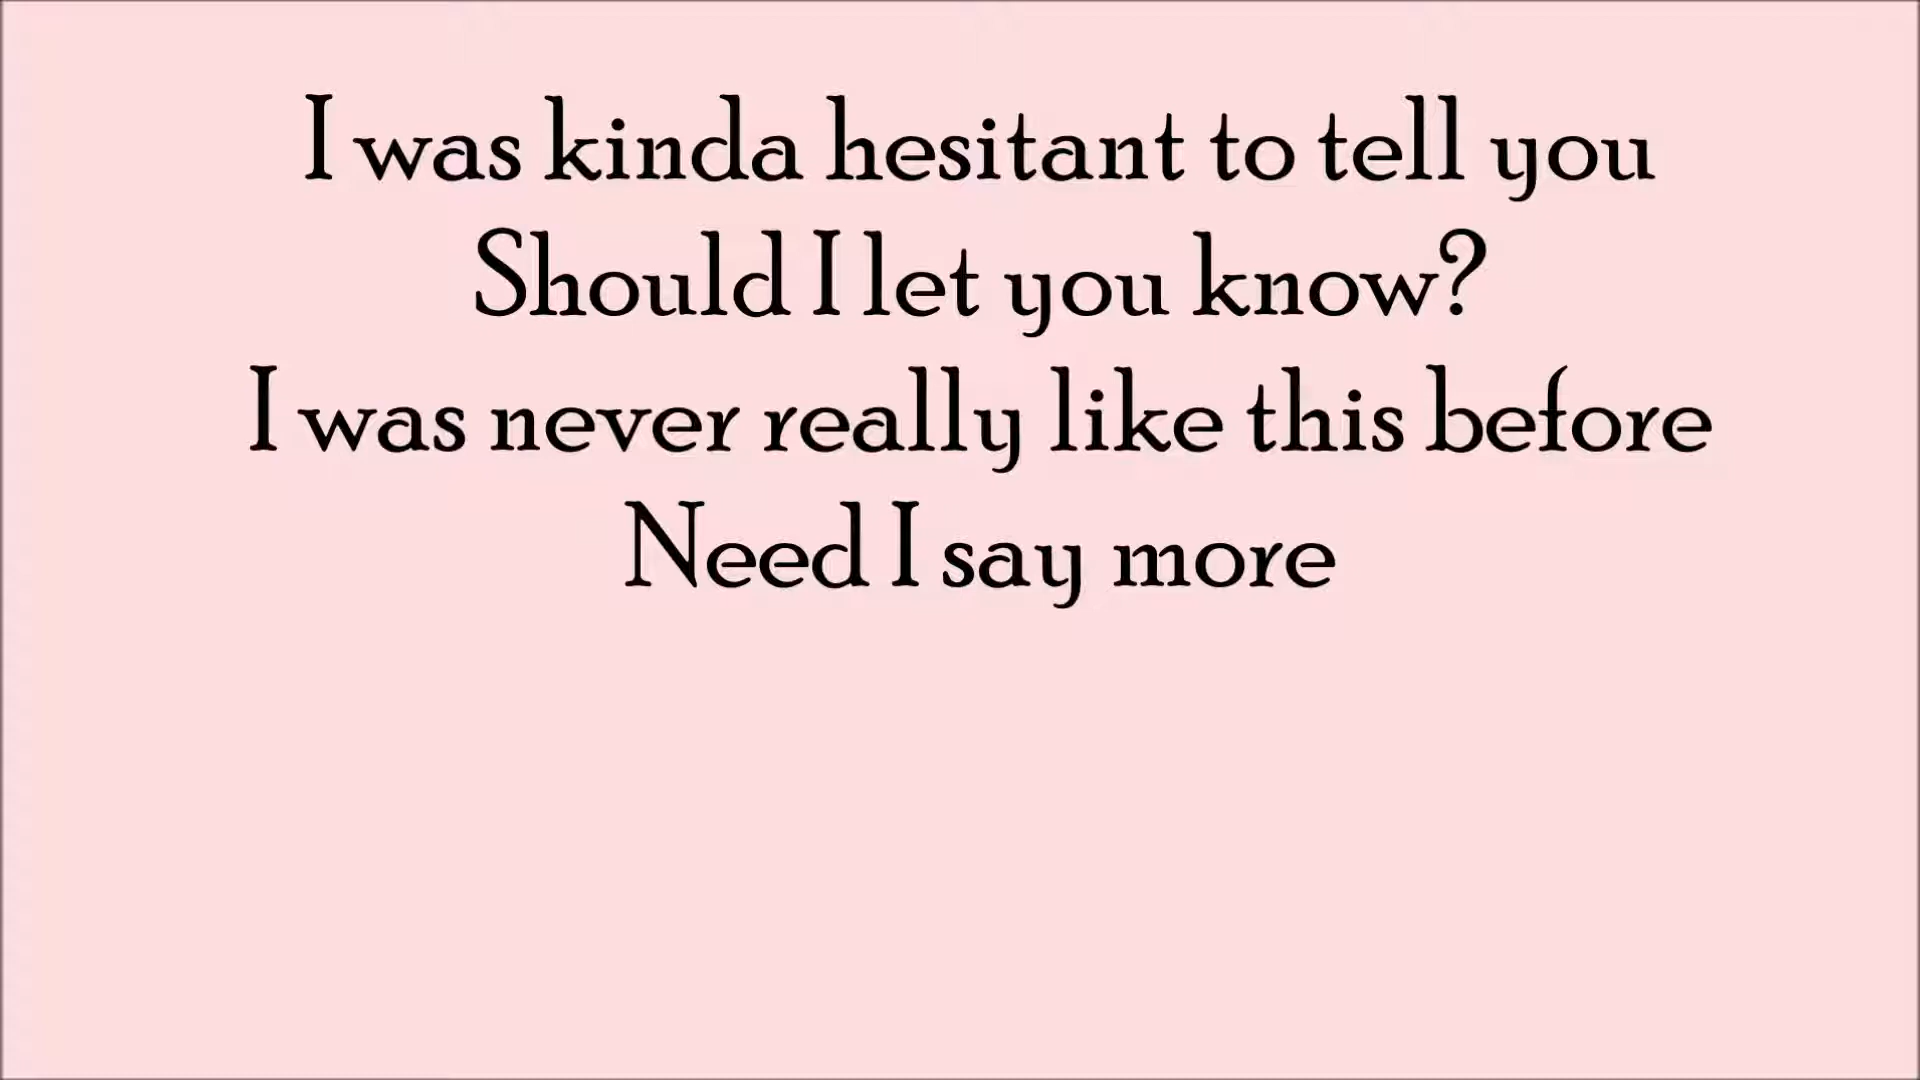 I was kinda hesitant to tell you
Should I let you know?
I was never really like this before
Need I say more